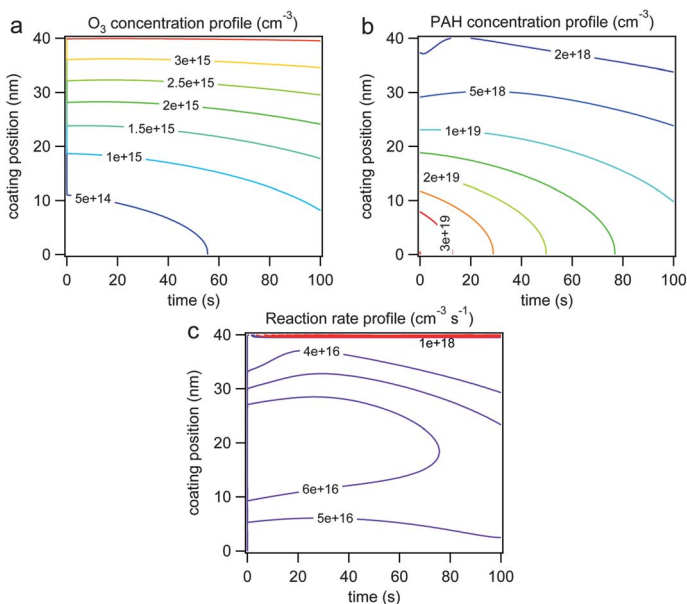 a
O₃ concentration profile (cm⁻³)
40
30
20
10
0
coating position (nm)
3e+15
2.5e+15
2e+15
1.5e+15
1e+15
5e+14
0 20 40 60 80 100
time (s)
b
PAH concentration profile (cm⁻³)
40
30
20
10
0
coating position (nm)
2e+18
5e+18
1e+19
2e+19
3e+19
0 20 40 60 80 100
time (s)
c
Reaction rate profile (cm⁻³ s⁻¹)
40
30
20
10
0
coating position (nm)
1e+18
4e+16
6e+16
5e+16
0 20 40 60 80 100
time (s)